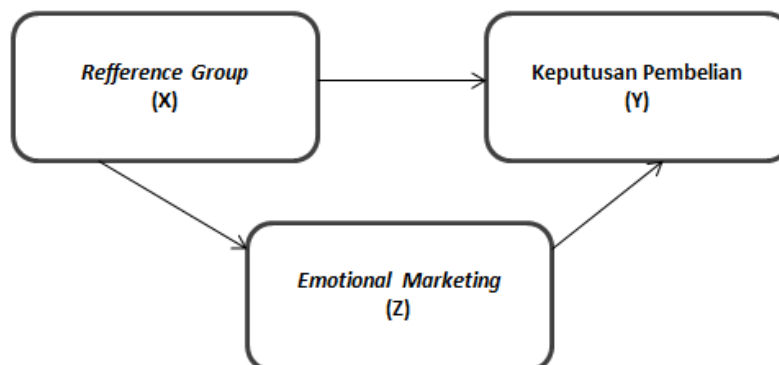 Refference Group
(X)
Keputusan Pembelian
(Y)
Emotional Marketing
(Z)